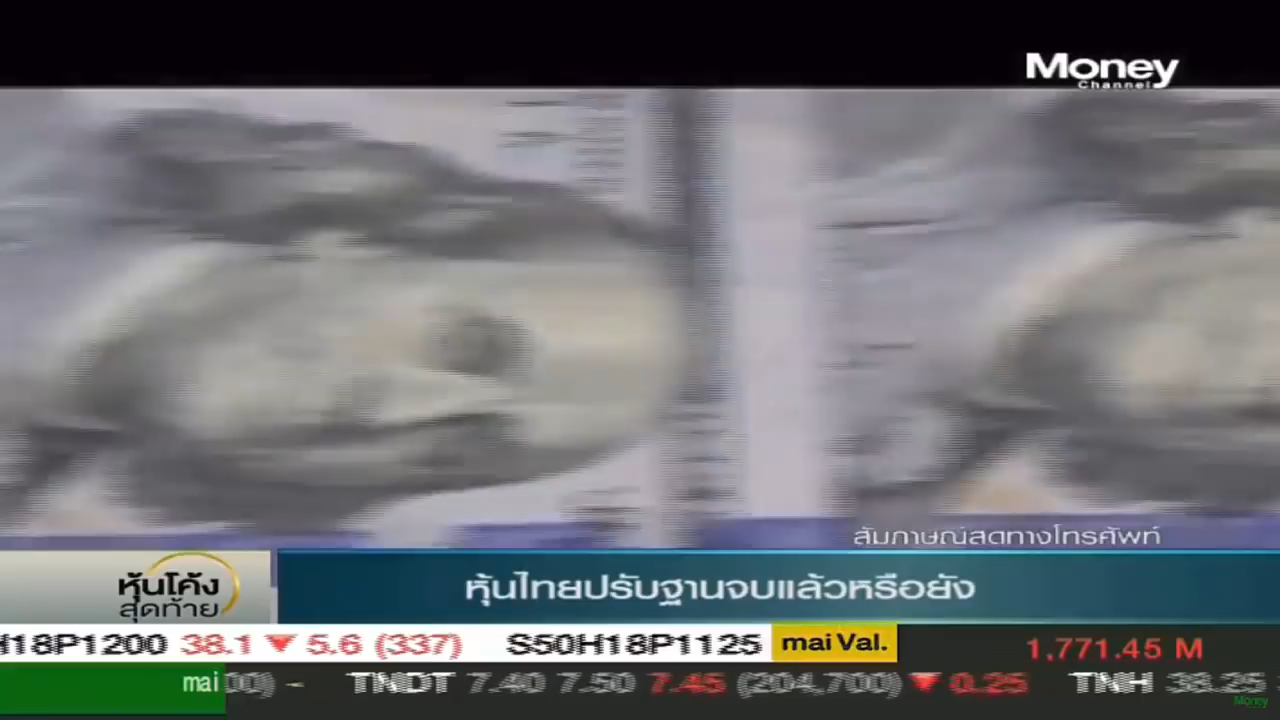 Money
Channel
สัมภาษณ์สดทางโทรศัพท์
หุ้นโค้ง
สุดท้าย
หุ้นไทยปรับฐานจบแล้วหรือยัง
H18P1200 38.1 ▼ 5.6 (337) S50H18P1125 mai Val. 1,771.45 M
mai 00) - TNDT 7.40 7.50 7.45 (204,700) ▼ 0.25 TNH 38.25
Money